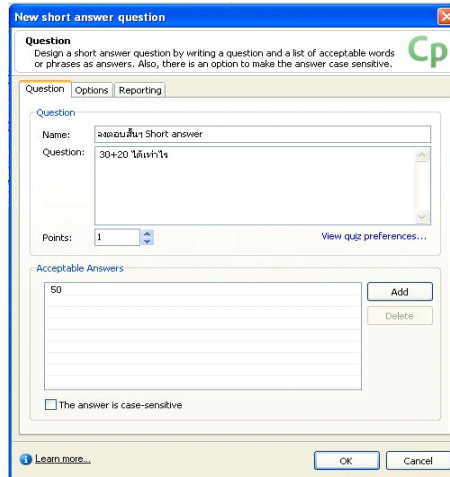 New short answer question
Question
Design a short answer question by writing a question and a list of acceptable words
or phrases as answers. Also, there is an option to make the answer case sensitive.
Cp
Question Options Reporting
Question
Name: จงตอบสั้นๆ Short answer
Question: 30+20 ได้เท่าไร
Points: 1 View quiz preferences...
Acceptable Answers
50 Add
Delete
The answer is case-sensitive
Learn more... OK Cancel